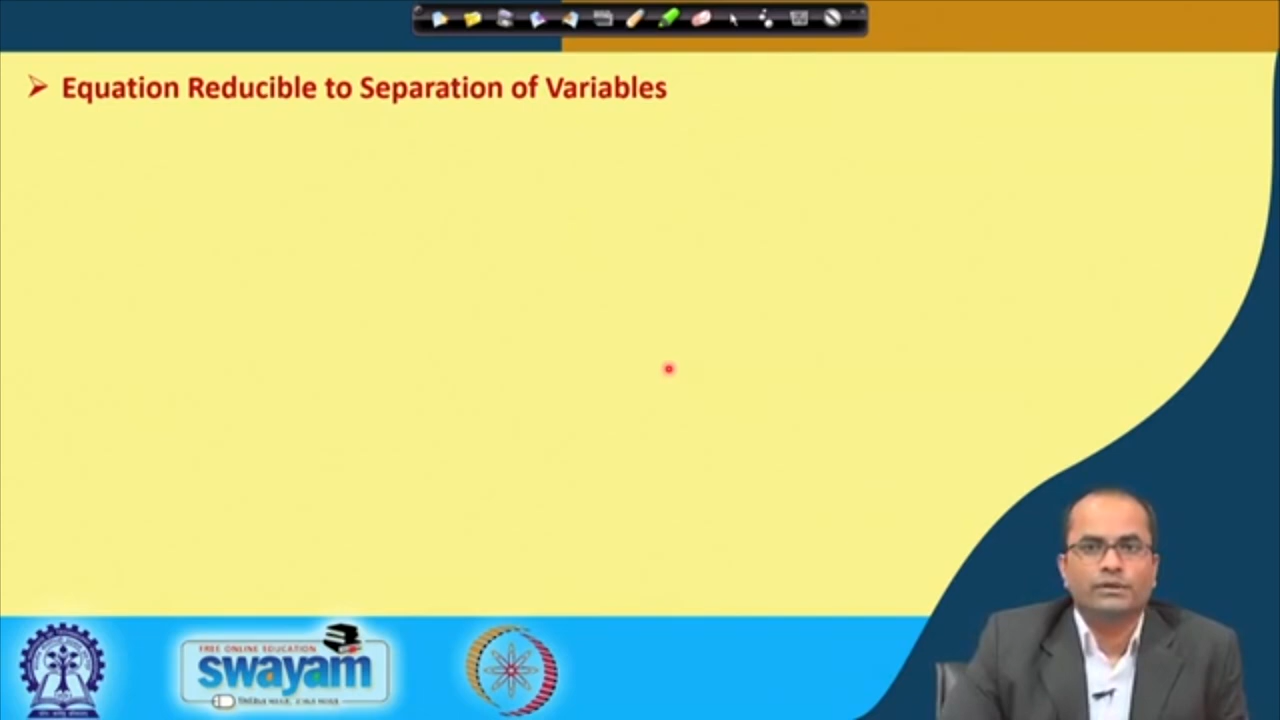 Equation Reducible to Separation of Variables
FREE ONLINE EDUCATION
swayam